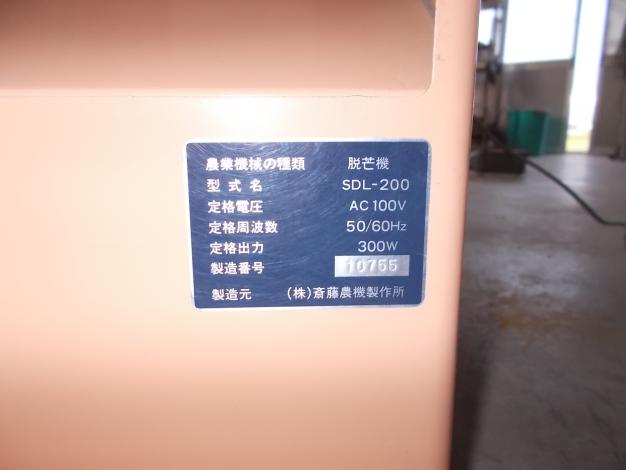 農業機械の種類 脱芒機
型式名 SDL-200
定格電圧 AC100V
定格周波数 50/60Hz
定格出力 300W
製造番号 10755
製造元 (株)斎藤農機製作所